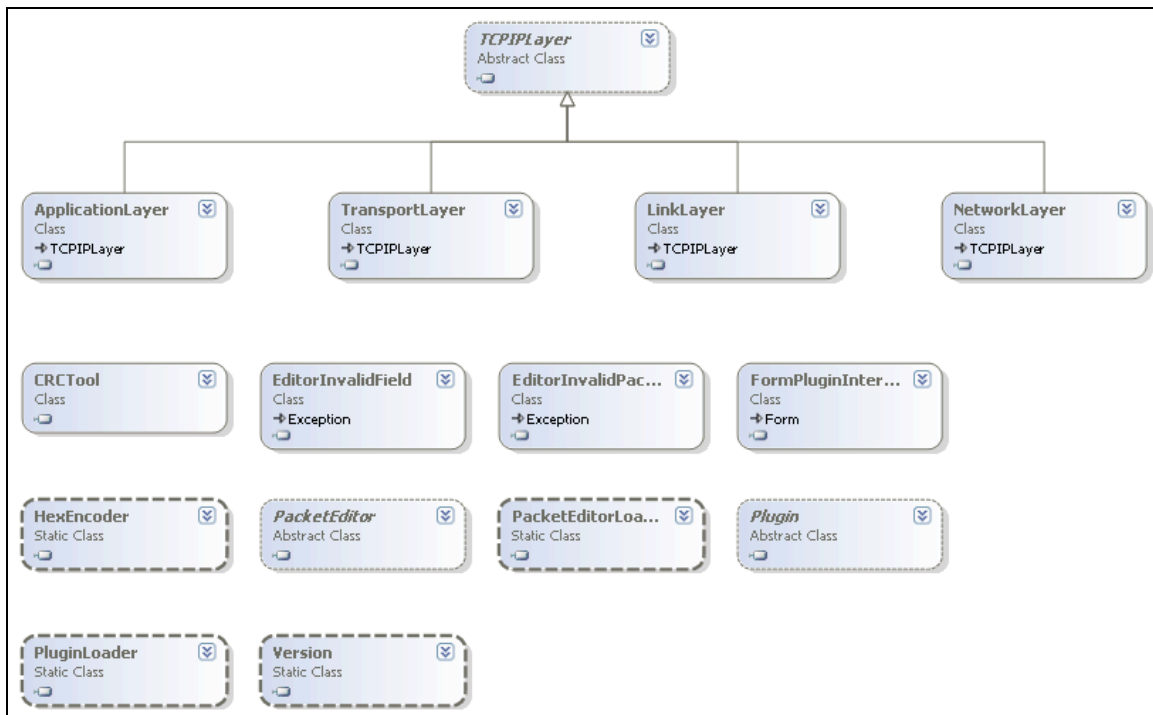 TCPIPLayer
Abstract Class
ApplicationLayer
Class
TCPIPLayer
TransportLayer
Class
TCPIPLayer
LinkLayer
Class
TCPIPLayer
NetworkLayer
Class
TCPIPLayer
CRCTool
Class
EditorInvalidField
Class
Exception
EditorInvalidPac...
Class
Exception
FormPluginInter...
Class
Form
HexEncoder
Static Class
PacketEditor
Abstract Class
PacketEditorLoa...
Static Class
Plugin
Abstract Class
PluginLoader
Static Class
Version
Static Class